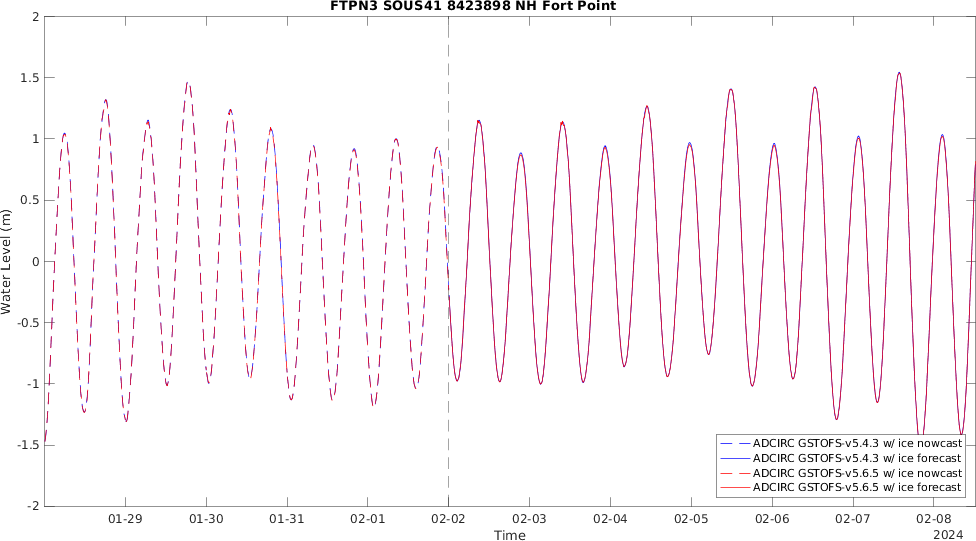 FTPN3 SOUS41 8423898 NH Fort Point
2
1.5
1
0.5
0
-0.5
-1
-1.5
-2
Water Level (m)
ADCIRC GSTOFS-v5.4.3 w/ ice nowcast
ADCIRC GSTOFS-v5.4.3 w/ ice forecast
ADCIRC GSTOFS-v5.6.5 w/ ice nowcast
ADCIRC GSTOFS-v5.6.5 w/ ice forecast
01-29 01-30 01-31 02-01 02-02 02-03 02-04 02-05 02-06 02-07 02-08
Time
2024